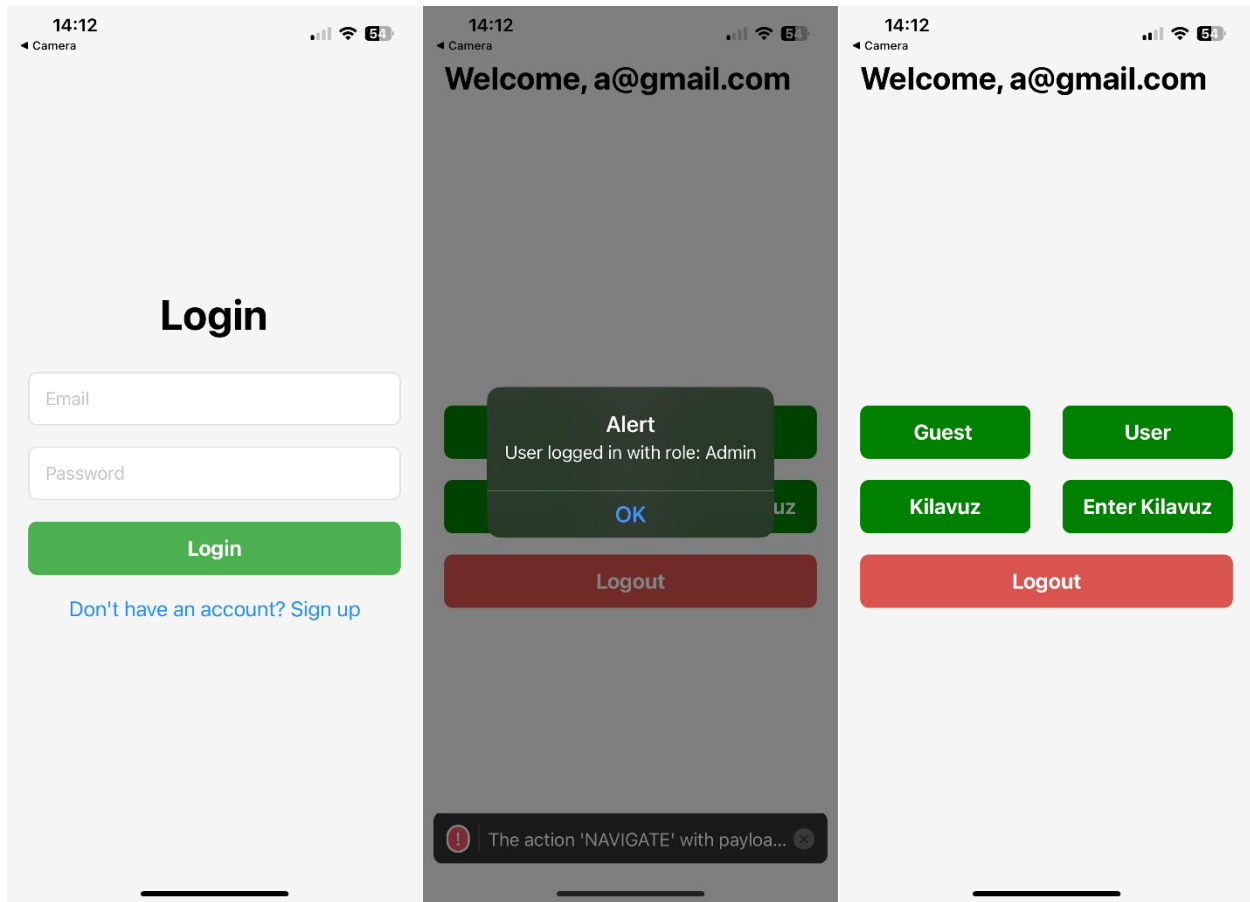 14:12
54
◄ Camera
Login
Email
Password
Login
Don't have an account? Sign up
14:12
54
◄ Camera
Welcome, a@gmail.com
Alert
User logged in with role: Admin
OK
uz
Logout
The action 'NAVIGATE' with payloa...
14:12
54
◄ Camera
Welcome, a@gmail.com
Guest
User
Kilavuz
Enter Kilavuz
Logout